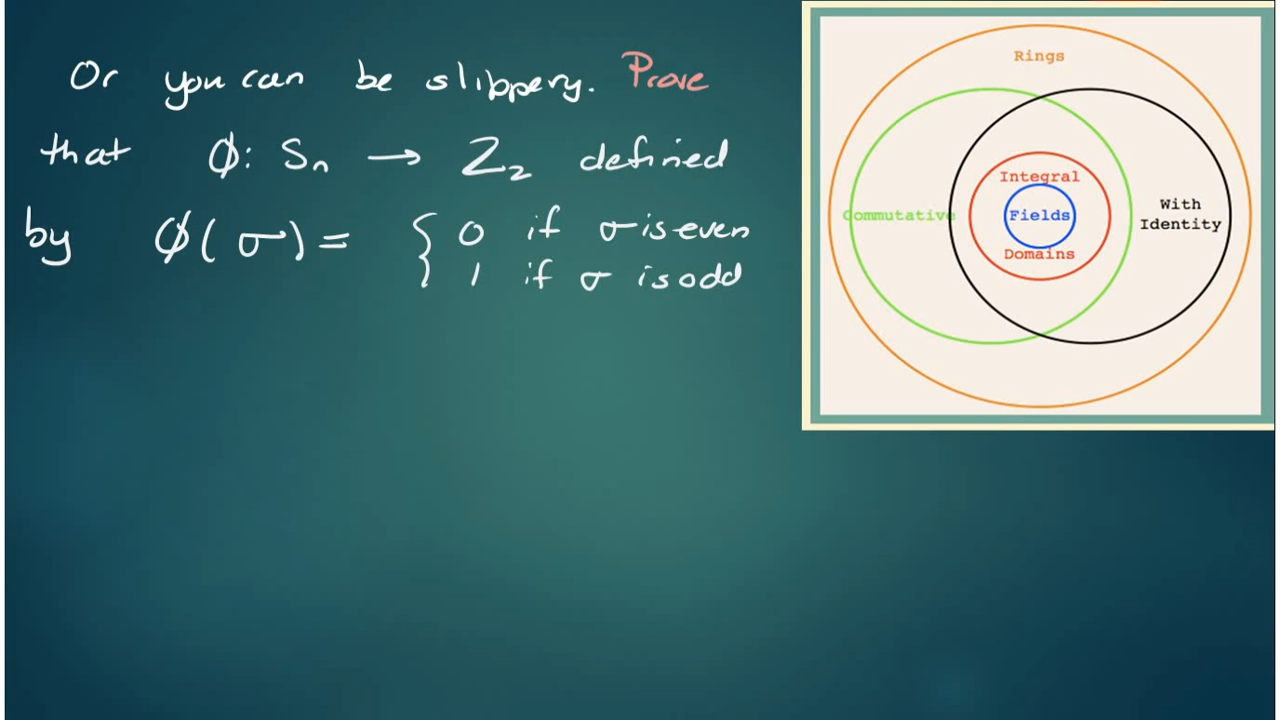 Or you can be slippery. Prove
that ϕ: Sₙ → Z₂ defined
by ϕ(σ) = { 0 if σ is even
1 if σ is odd
Rings
Integral
Commutative
Fields
With
Identity
Domains